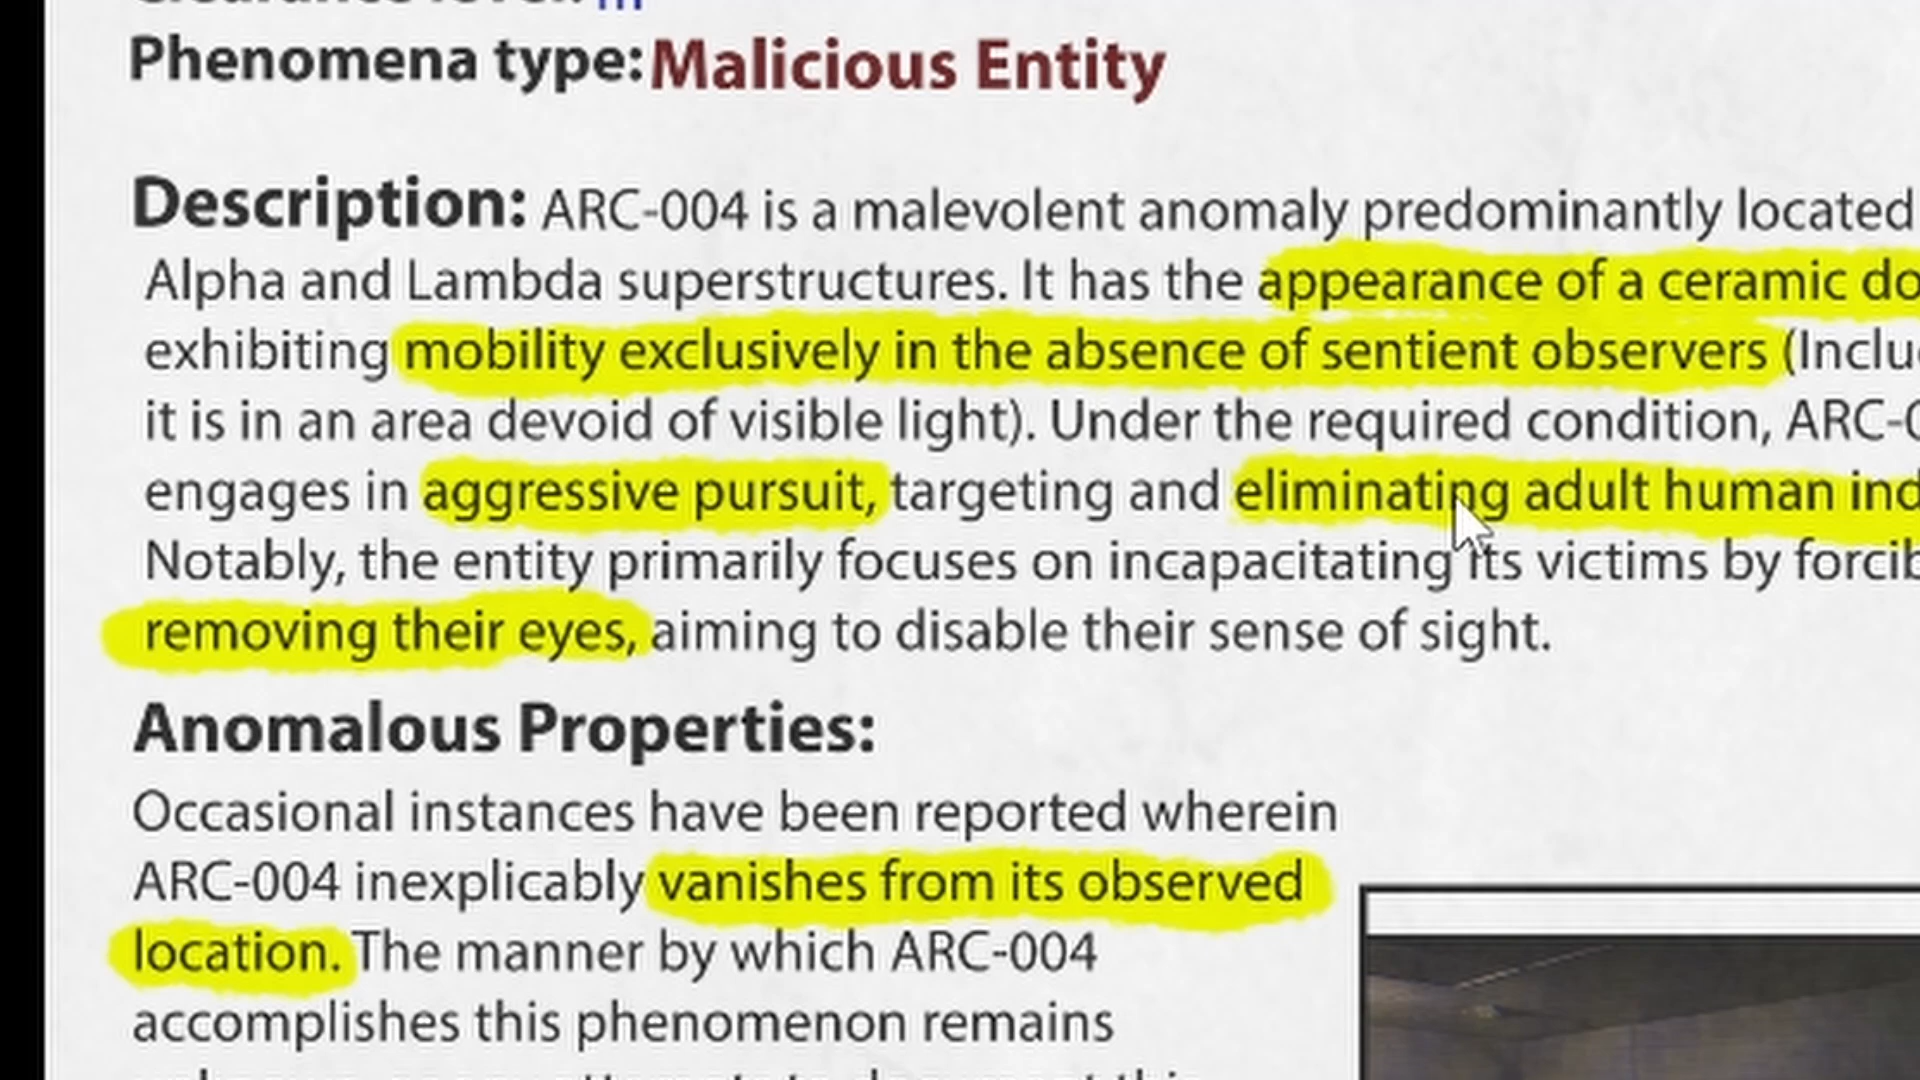 Phenomena type: Malicious Entity
Description: ARC-004 is a malevolent anomaly predominantly located
Alpha and Lambda superstructures. It has the appearance of a ceramic
exhibiting mobility exclusively in the absence of sentient observers
it is in an area devoid of visible light). Under the required condition,
engages in aggressive pursuit, targeting and eliminating adult human
Notably, the entity primarily focuses on incapacitating its victims by
removing their eyes, aiming to disable their sense of sight.
Anomalous Properties:
Occasional instances have been reported wherein
ARC-004 inexplicably vanishes from its observed
location. The manner by which ARC-004
accomplishes this phenomenon remains